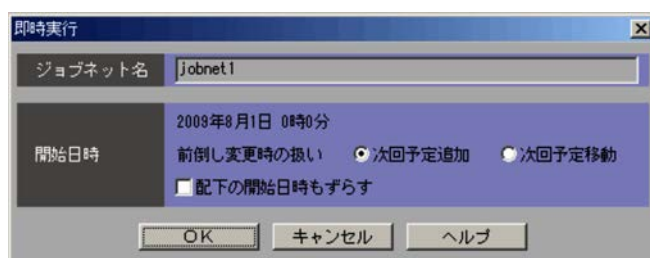 即時実行
ジョブネット名 jobnet1
開始日時
2009年8月1日 0時0分
前倒し変更時の扱い 次回予定追加 次回予定移動
配下の開始日時もずらす
OK キャンセル ヘルプ